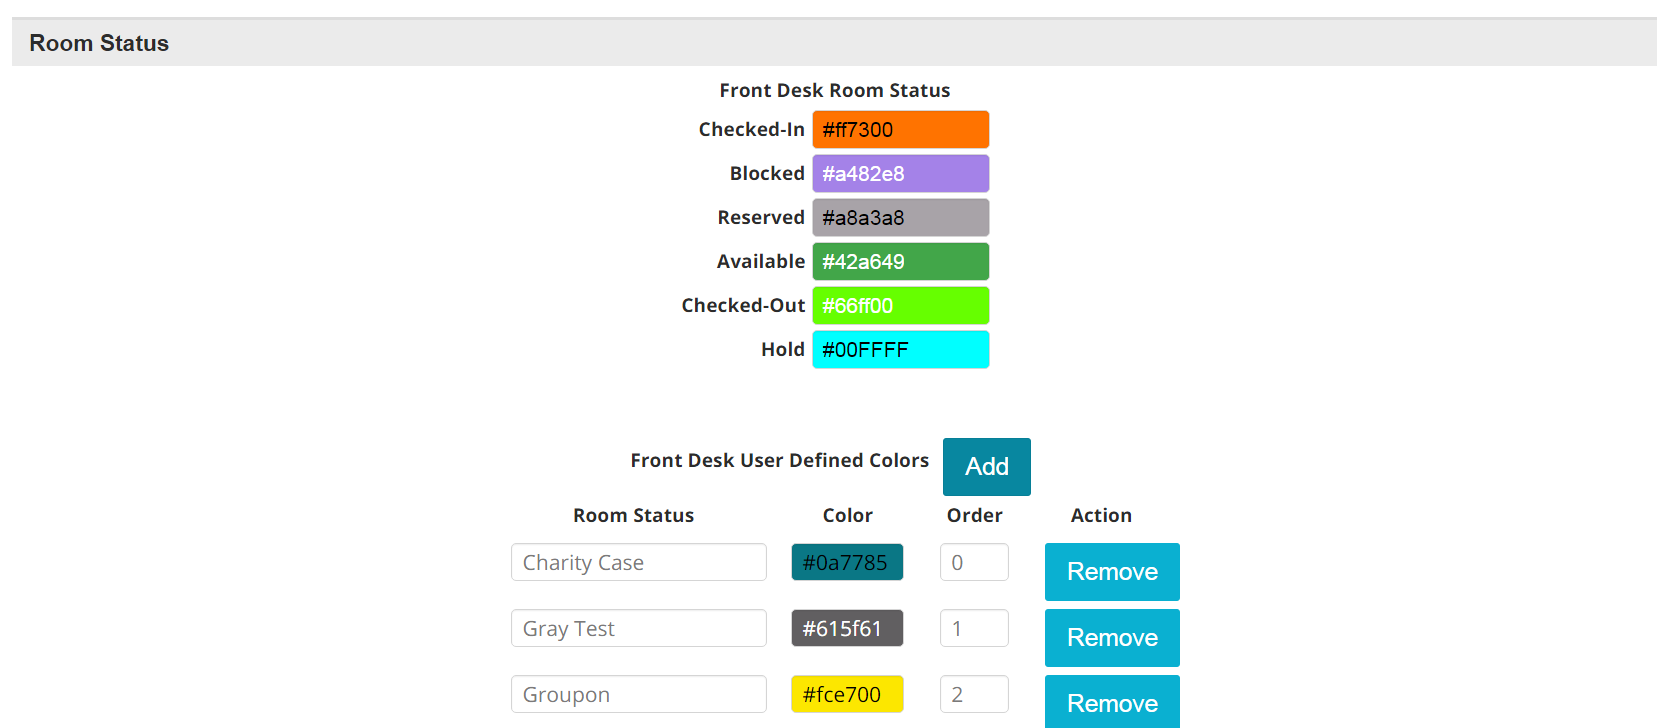 Room Status
Front Desk Room Status
Checked-In #ff7300
Blocked #a482e8
Reserved #a8a3a8
Available #42a649
Checked-Out #66ff00
Hold #00FFFF
Front Desk User Defined Colors Add
Room Status Color Order Action
Charity Case #0a7785 0 Remove
Gray Test #615f61 1 Remove
Groupon #fce700 2 Remove